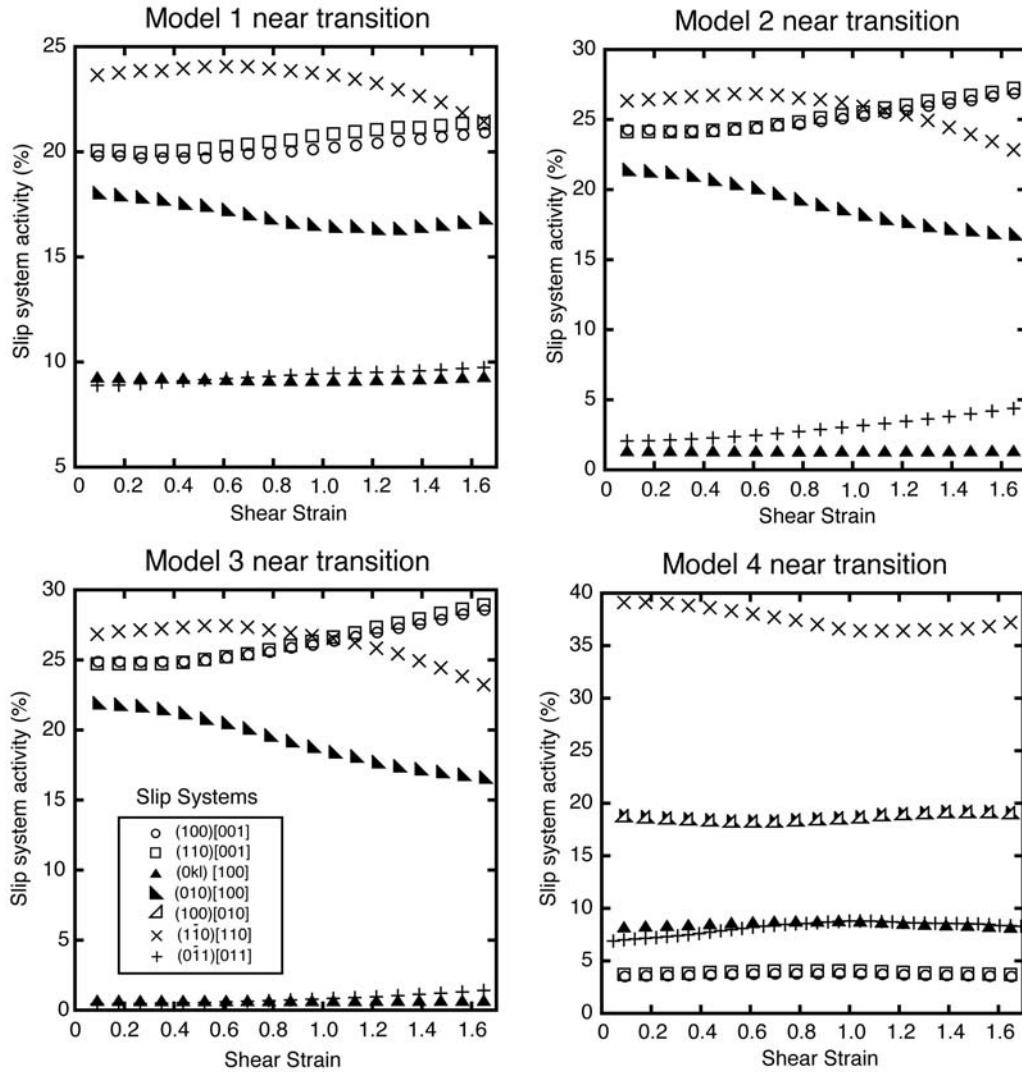 Model 1 near transition
Slip system activity (%)
25
20
15
10
5
0 0.2 0.4 0.6 0.8 1.0 1.2 1.4 1.6
Shear Strain
Model 2 near transition
Slip system activity (%)
30
25
20
15
10
5
0
0 0.2 0.4 0.6 0.8 1.0 1.2 1.4 1.6
Shear Strain
Model 3 near transition
Slip system activity (%)
30
25
20
15
10
5
0
Slip Systems
(100)[001]
(110)[001]
(0kl) [100]
(010)[100]
(100)[010]
(11̄0)[110]
(01̄1)[011]
0 0.2 0.4 0.6 0.8 1.0 1.2 1.4 1.6
Shear Strain
Model 4 near transition
Slip system activity (%)
40
35
30
25
20
15
10
5
0
0 0.2 0.4 0.6 0.8 1.0 1.2 1.4 1.6
Shear Strain